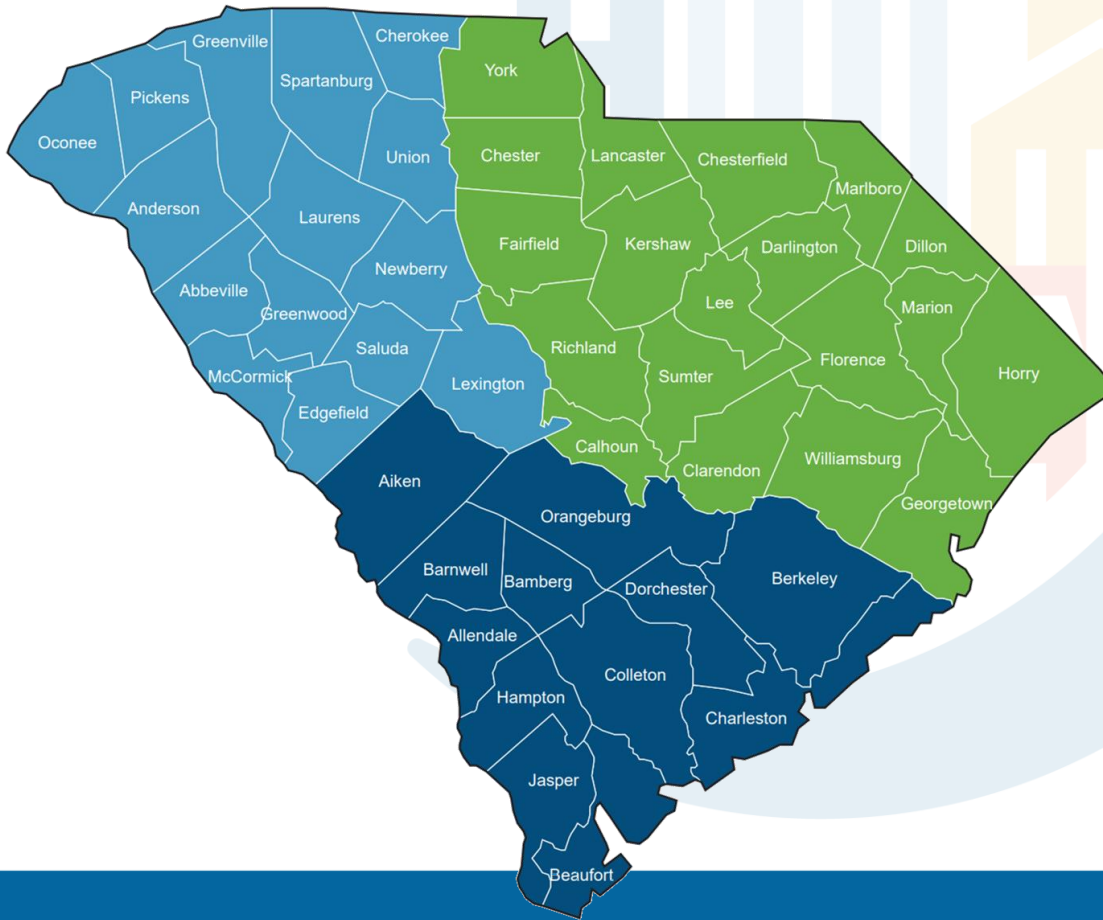 Greenville
Cherokee
York
Spartanburg
Pickens
Oconee
Union
Chester
Lancaster
Chesterfield
Marlboro
Anderson
Laurens
Fairfield
Kershaw
Darlington
Dillon
Newberry
Abbeville
Greenwood
Lee
Marion
Saluda
Richland
Florence
McCormick
Lexington
Sumter
Horry
Edgefield
Calhoun
Clarendon
Williamsburg
Aiken
Orangeburg
Georgetown
Barnwell
Bamberg
Dorchester
Berkeley
Allendale
Colleton
Hampton
Charleston
Jasper
Beaufort